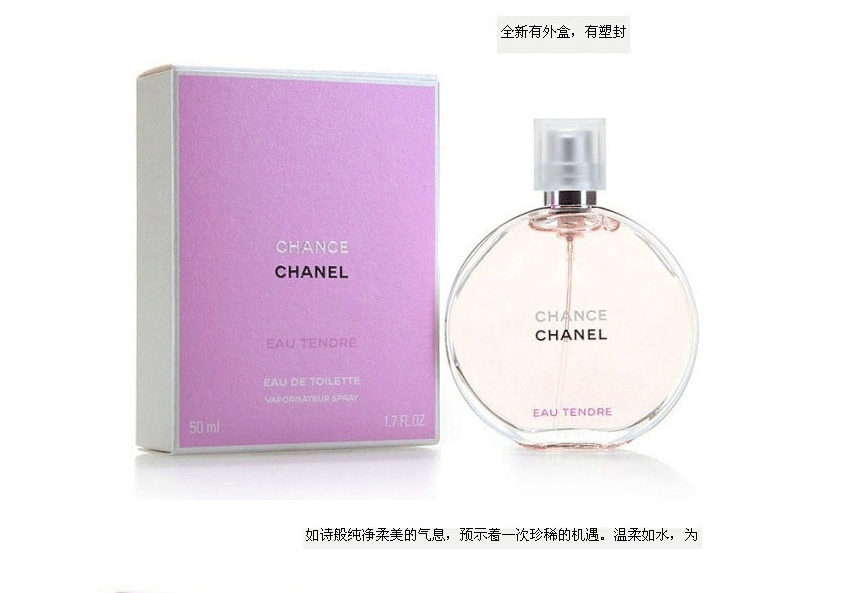 全新有外盒，有塑封
CHANCE
CHANEL
EAU TENDRE
EAU DE TOILETTE
VAPORISATEUR SPRAY
50 ml
1.7 FL.OZ.
CHANCE
CHANEL
EAU TENDRE
如诗般纯净柔美的气息，预示着一次珍稀的机遇。温柔如水，为